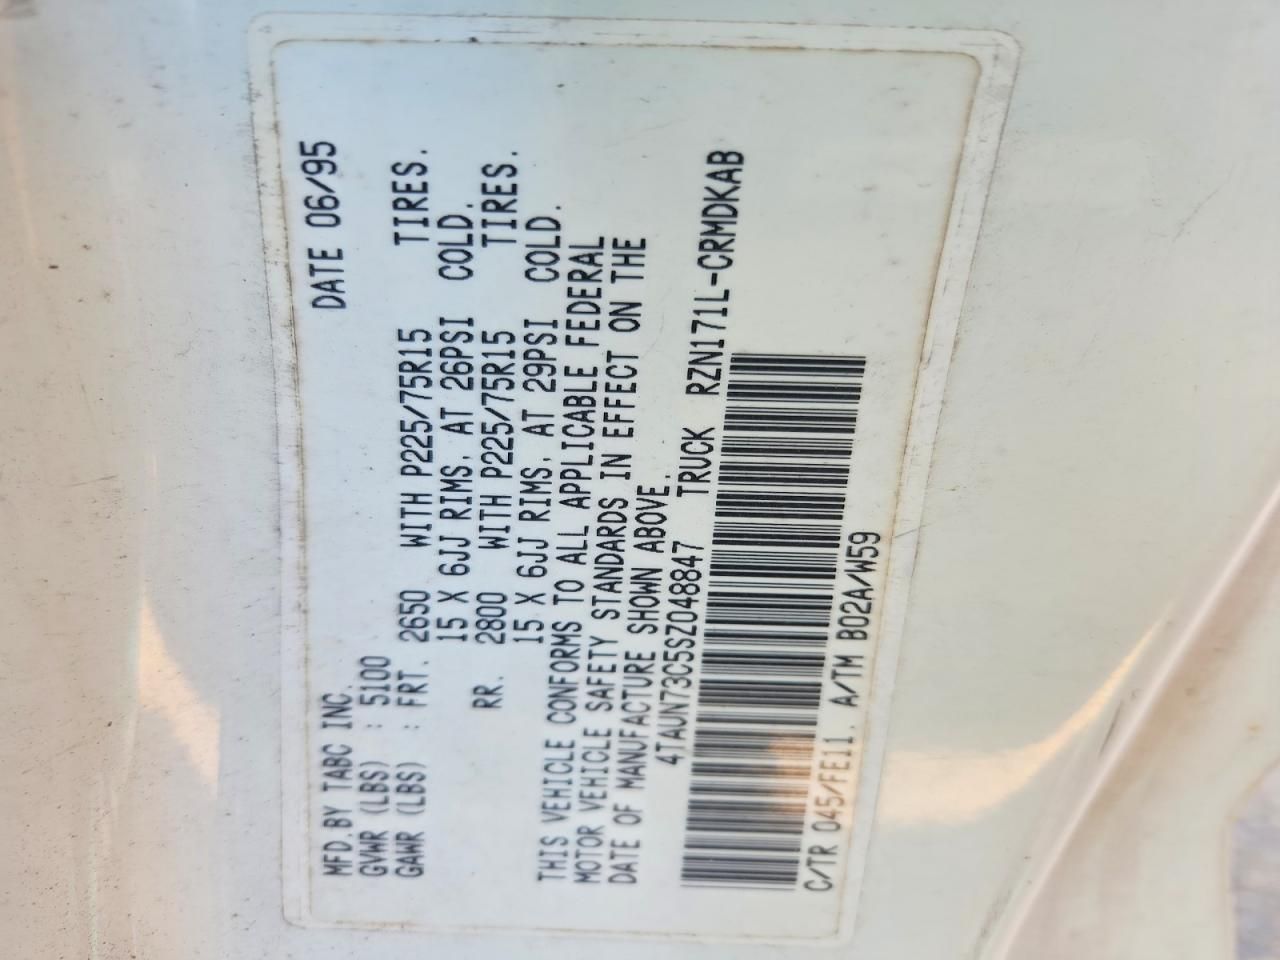 MFD.BY TABC INC. DATE 06/95
GVWR (LBS) : 5100
GAWR (LBS) : FRT. 2650 WITH P225/75R15 TIRES.
15 X 6JJ RIMS, AT 26PSI COLD.
RR. 2800 WITH P225/75R15 TIRES.
15 X 6JJ RIMS, AT 29PSI COLD.
THIS VEHICLE CONFORMS TO ALL APPLICABLE FEDERAL
MOTOR VEHICLE SAFETY STANDARDS IN EFFECT ON THE
DATE OF MANUFACTURE SHOWN ABOVE.
4TAUN73C5SZ048847 TRUCK RZN171L-CRMDKAB
C/TR 045/FE11. A/TM B02A/W59